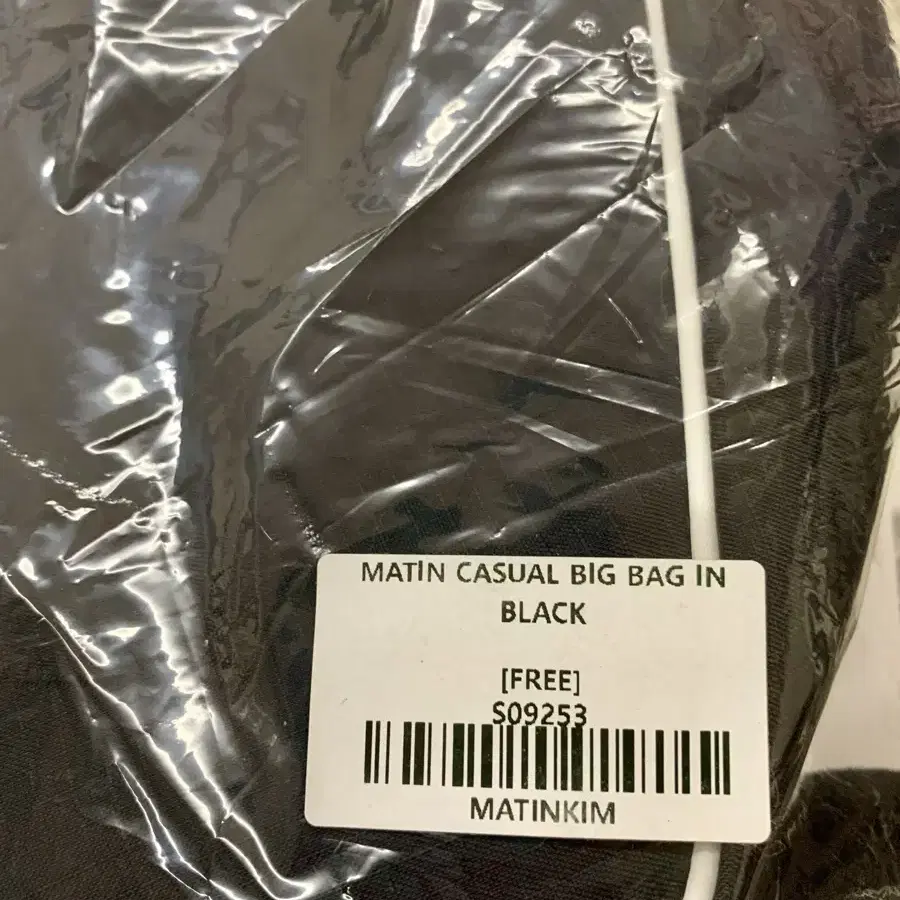 MATIN CASUAL BIG BAG IN
BLACK
[FREE]
S09253
MATINKIM